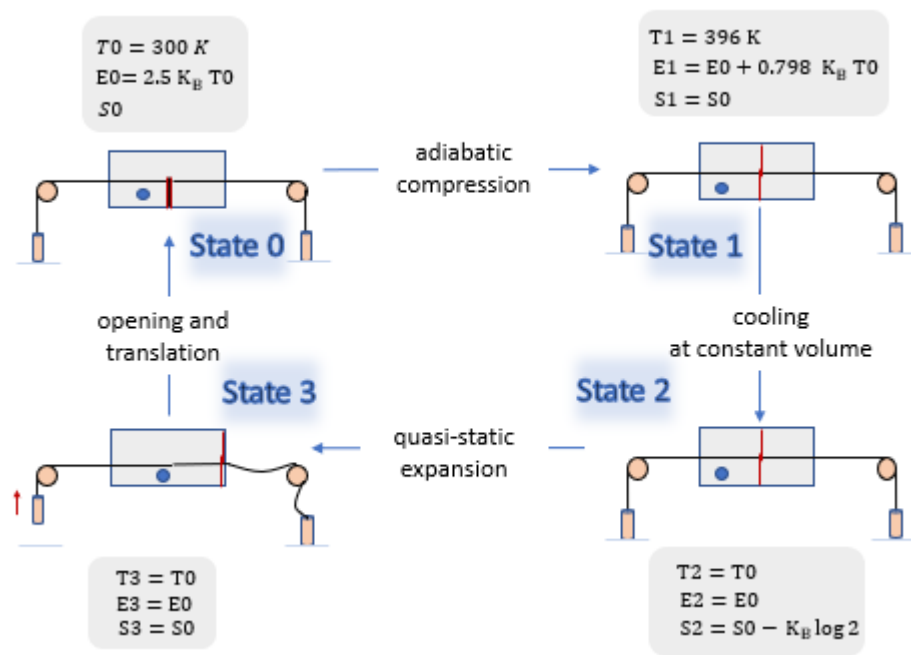 T0 = 300 K
E0= 2.5 K_B T0
S0
T1 = 396 K
E1 = E0 + 0.798 K_B T0
S1 = S0
adiabatic
compression
State 0
State 1
opening and
translation
cooling
at constant volume
State 3
State 2
quasi-static
expansion
T3 = T0
E3 = E0
S3 = S0
T2 = T0
E2 = E0
S2 = S0 − K_B log 2